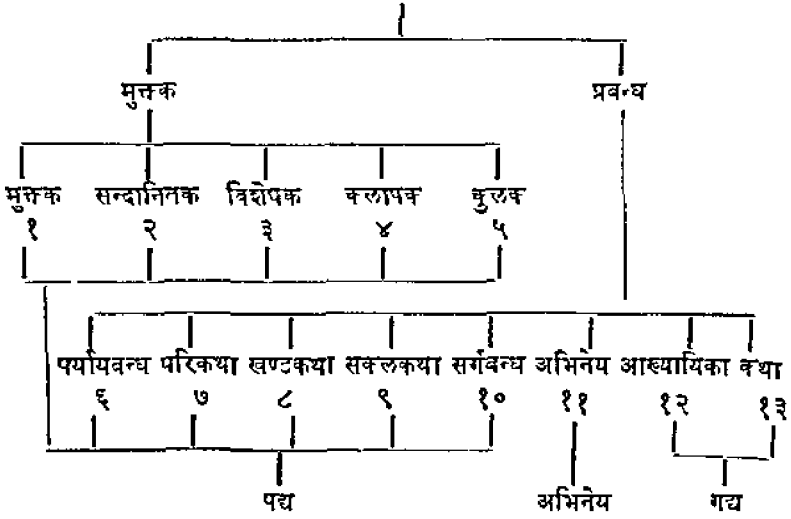 मुक्तक प्रबन्ध
मुक्तक सन्दानितक विशेषक कलापक कुलक
१ २ ३ ४ ५
पर्यायबन्ध परिकथा खण्डकथा सकलकथा सर्गबन्ध अभिनेय आख्यायिका कथा
६ ७ ८ ९ १० ११ १२ १३
पद्य अभिनेय गद्य